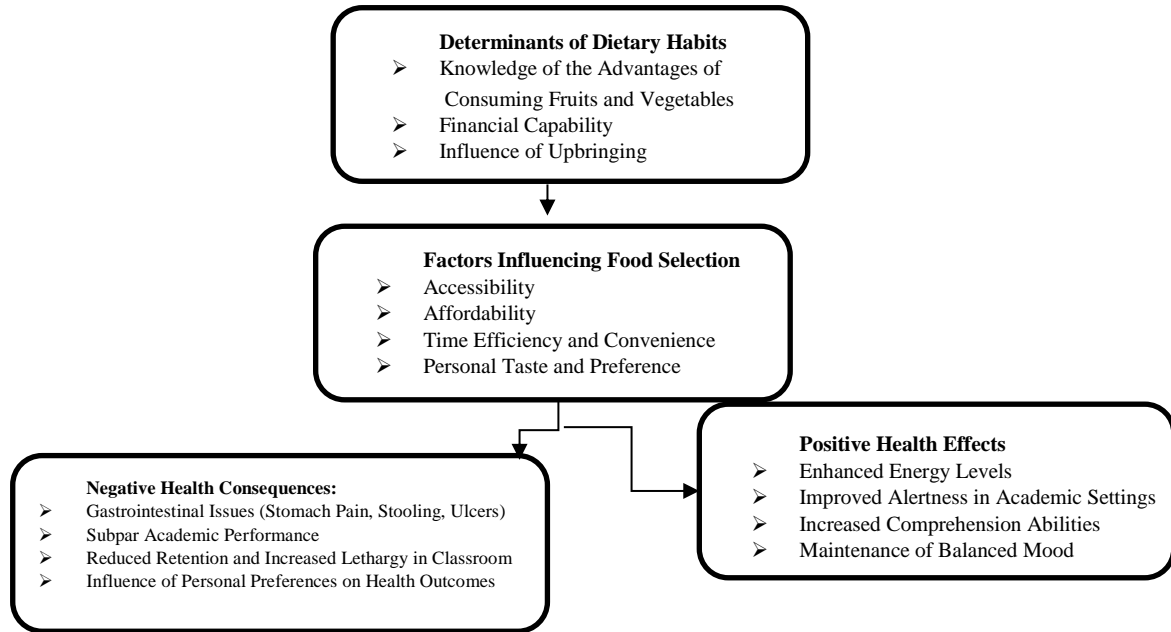 Determinants of Dietary Habits
➢ Knowledge of the Advantages of
Consuming Fruits and Vegetables
➢ Financial Capability
➢ Influence of Upbringing
Factors Influencing Food Selection
➢ Accessibility
➢ Affordability
➢ Time Efficiency and Convenience
➢ Personal Taste and Preference
Negative Health Consequences:
➢ Gastrointestinal Issues (Stomach Pain, Stooling, Ulcers)
➢ Subpar Academic Performance
➢ Reduced Retention and Increased Lethargy in Classroom
➢ Influence of Personal Preferences on Health Outcomes
Positive Health Effects
➢ Enhanced Energy Levels
➢ Improved Alertness in Academic Settings
➢ Increased Comprehension Abilities
➢ Maintenance of Balanced Mood